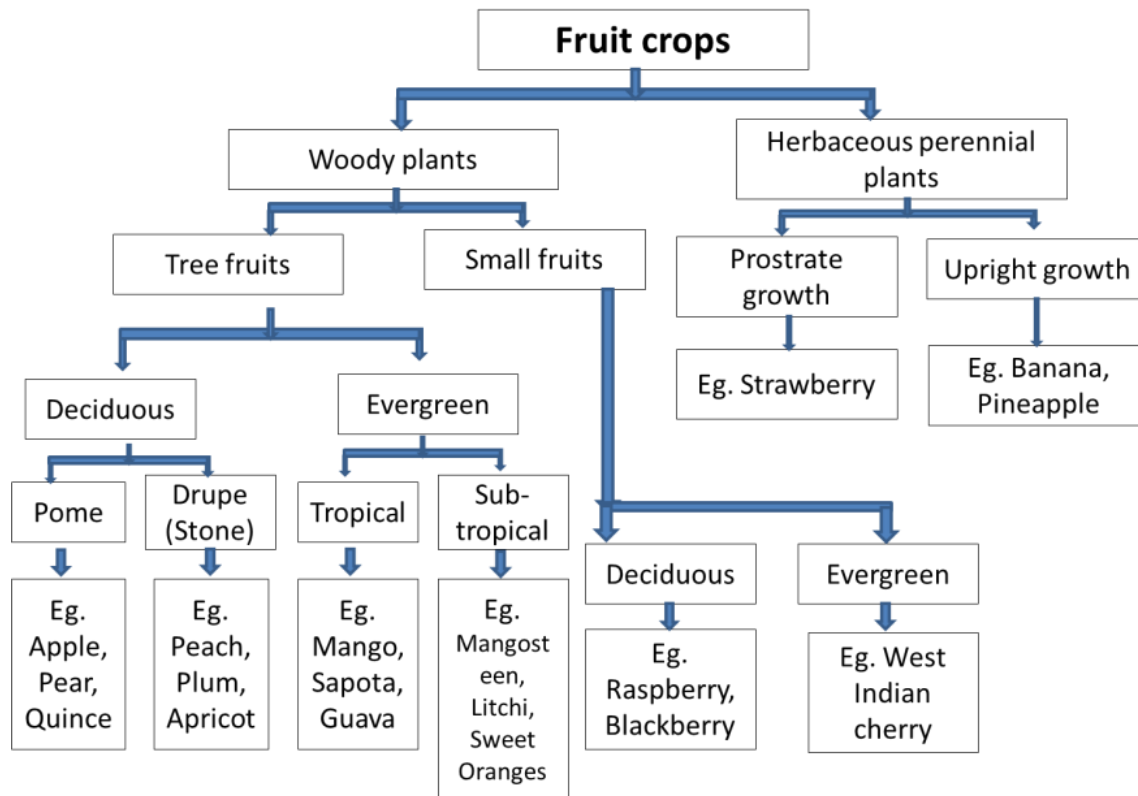 Fruit crops
Woody plants
Herbaceous perennial
plants
Tree fruits
Small fruits
Prostrate
growth
Upright growth
Eg. Strawberry
Eg. Banana,
Pineapple
Deciduous
Evergreen
Pome
Drupe
(Stone)
Tropical
Sub-
tropical
Deciduous
Evergreen
Eg.
Apple,
Pear,
Quince
Eg.
Peach,
Plum,
Apricot
Eg.
Mango,
Sapota,
Guava
Eg.
Mangost
een,
Litchi,
Sweet
Oranges
Eg.
Raspberry,
Blackberry
Eg. West
Indian
cherry